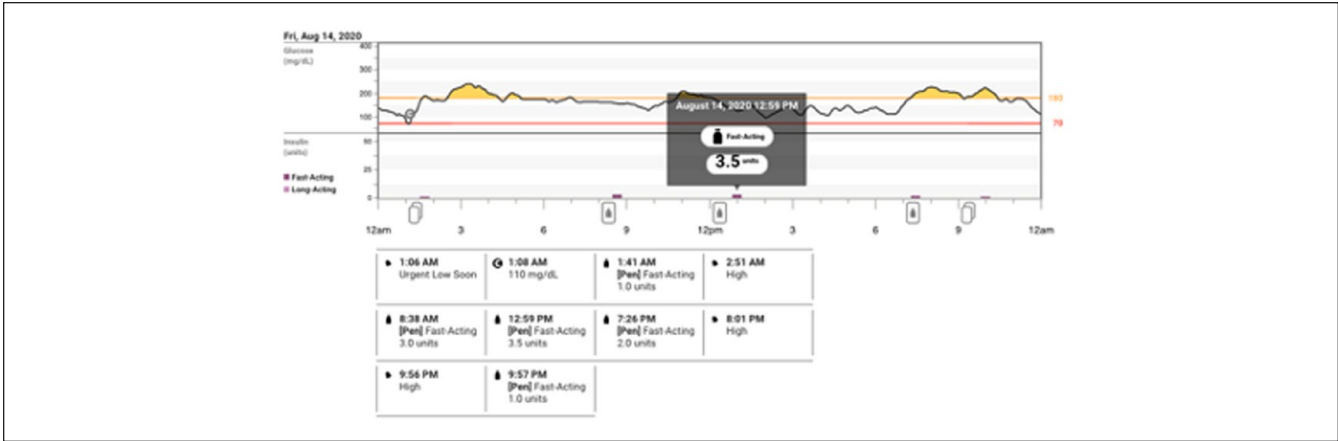 Fri, Aug 14, 2020
Glucose
(mg/dL)
400
300
200
100
180
70
August 14, 2020 12:59 PM
Fast-Acting
3.5 units
Insulin
(units)
50
25
0
Fast-Acting
Long-Acting
12am 3 6 9 12pm 3 6 9 12am
1:06 AM
Urgent Low Soon
1:08 AM
110 mg/dL
1:41 AM
[Pen] Fast-Acting
1.0 units
2:51 AM
High
8:38 AM
[Pen] Fast-Acting
3.0 units
12:59 PM
[Pen] Fast-Acting
3.5 units
7:26 PM
[Pen] Fast-Acting
2.0 units
8:01 PM
High
9:56 PM
High
9:57 PM
[Pen] Fast-Acting
1.0 units